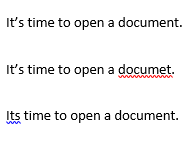 It's time to open a document.
It's time to open a documet.
Its time to open a document.